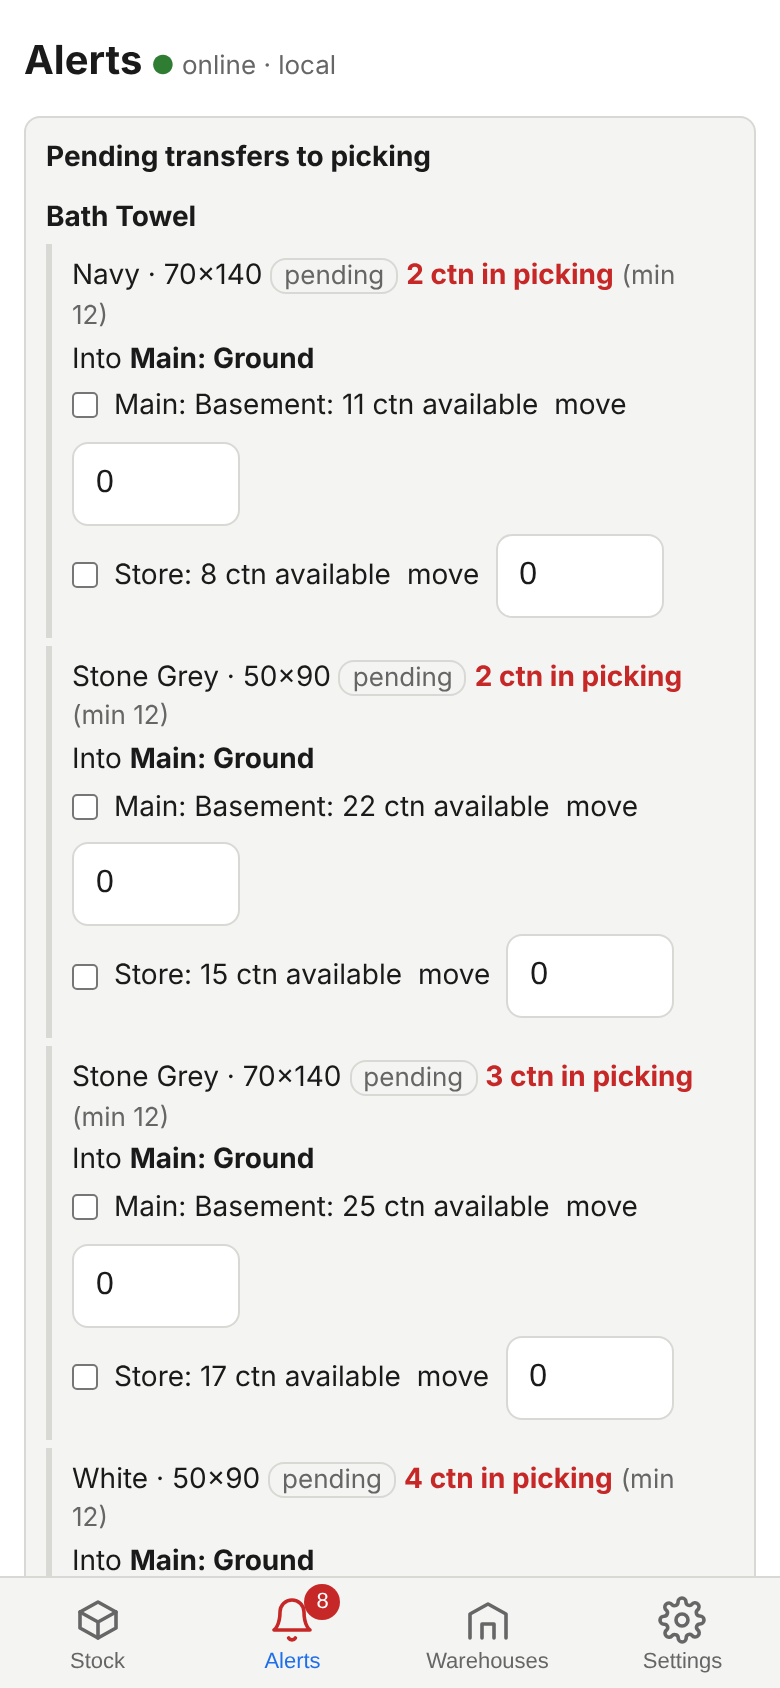 Alerts online · local
Pending transfers to picking
Bath Towel
Navy · 70×140 pending 2 ctn in picking (min
12)
Into Main: Ground
Main: Basement: 11 ctn available move
0
Store: 8 ctn available move 0
Stone Grey · 50×90 pending 2 ctn in picking
(min 12)
Into Main: Ground
Main: Basement: 22 ctn available move
0
Store: 15 ctn available move 0
Stone Grey · 70×140 pending 3 ctn in picking
(min 12)
Into Main: Ground
Main: Basement: 25 ctn available move
0
Store: 17 ctn available move 0
White · 50×90 pending 4 ctn in picking (min
12)
Into Main: Ground
8
Stock Alerts Warehouses Settings